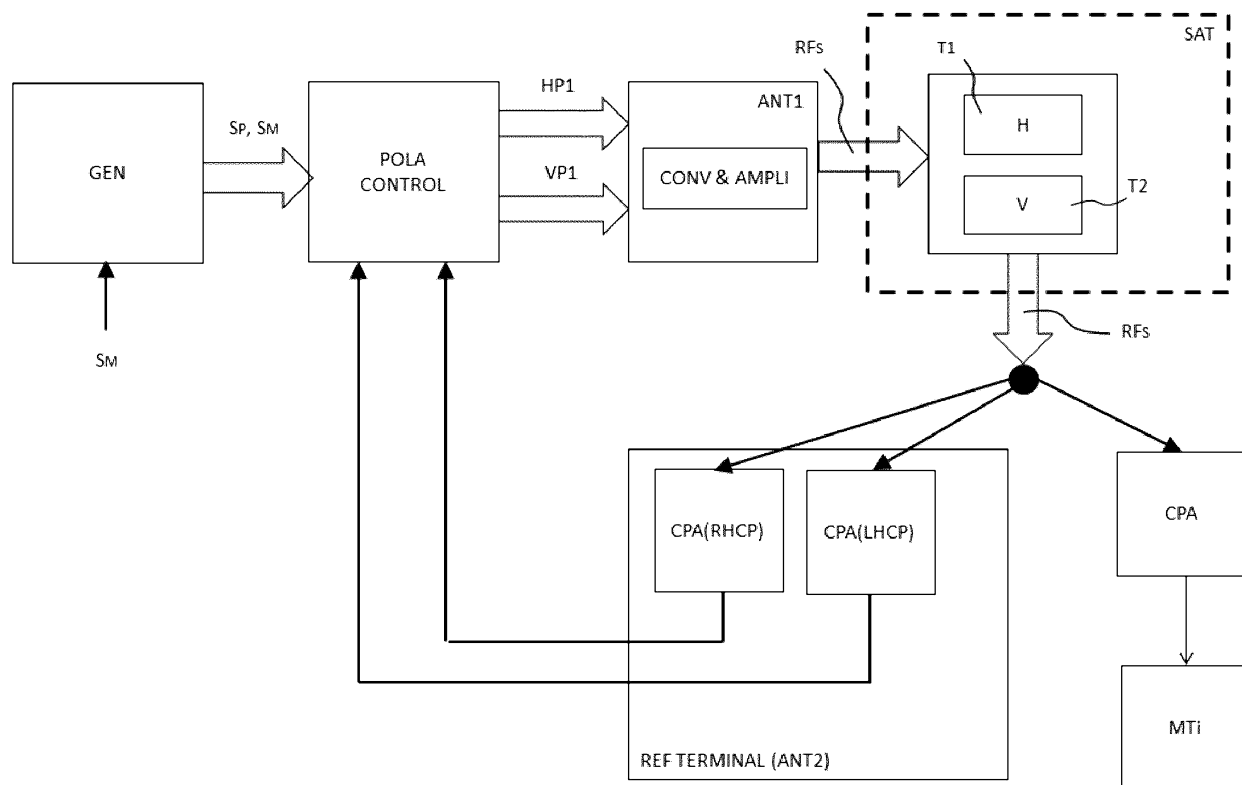 SAT
RFs
T1
HP1
ANT1
H
SP, SM
GEN
POLA
CONTROL
VP1
CONV & AMPLI
T2
V
RFs
SM
CPA(RHCP)
CPA(LHCP)
CPA
MTi
REF TERMINAL (ANT2)